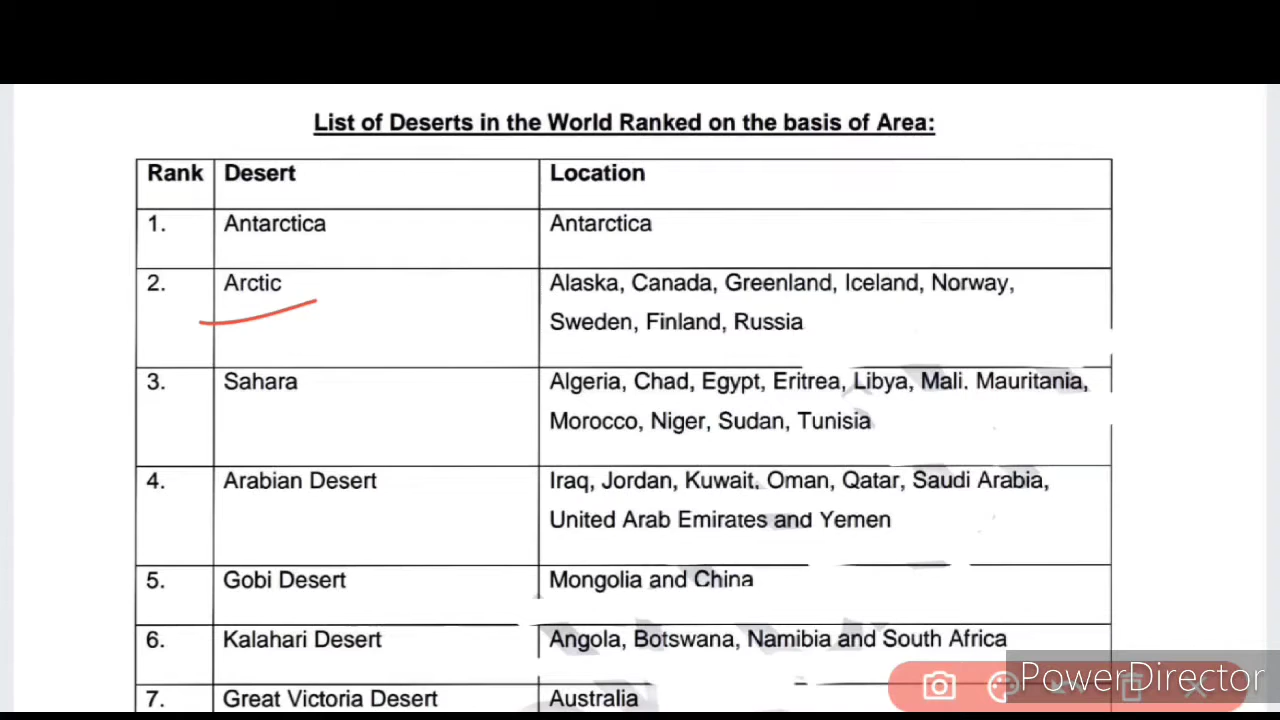 List of Deserts in the World Ranked on the basis of Area:
Rank Desert Location
1. Antarctica Antarctica
2. Arctic Alaska, Canada, Greenland, Iceland, Norway,
Sweden, Finland, Russia
3. Sahara Algeria, Chad, Egypt, Eritrea, Libya, Mali. Mauritania,
Morocco, Niger, Sudan, Tunisia
4. Arabian Desert Iraq, Jordan, Kuwait. Oman, Qatar, Saudi Arabia,
United Arab Emirates and Yemen
5. Gobi Desert Mongolia and China
6. Kalahari Desert Angola, Botswana, Namibia and South Africa
7. Great Victoria Desert Australia
PowerDirector